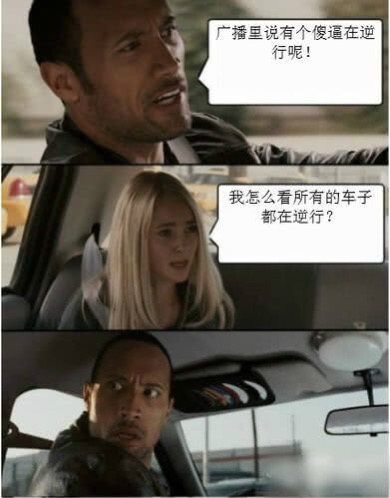 广播里说有个傻逼在逆
行呢！
我怎么看所有的车子
都在逆行？